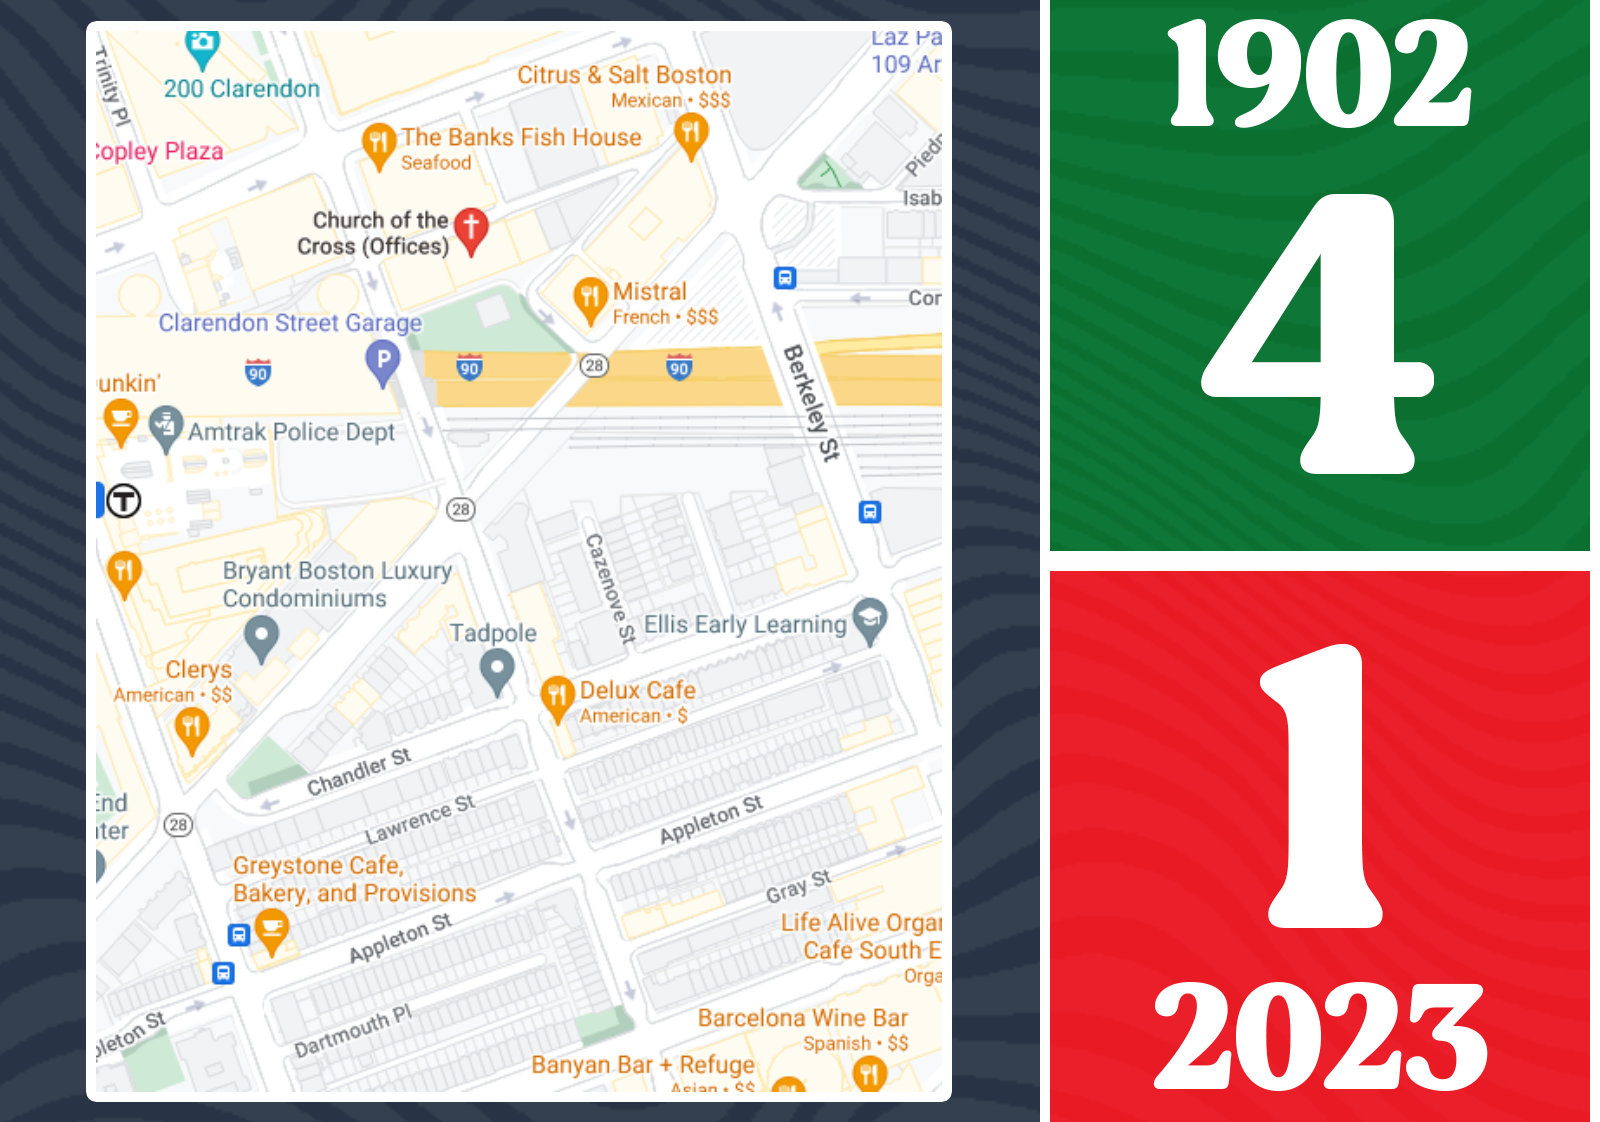 Trinity Pl
200 Clarendon
Copley Plaza
Citrus & Salt Boston
Mexican • $$$
Laz Pa
109 Ar
The Banks Fish House
Seafood
Pied
Isab
Church of the
Cross (Offices)
Mistral
French • $$$
Cor
Clarendon Street Garage
P
90
90
28
90
Berkeley St
unkin'
Amtrak Police Dept
T
28
Cazenove St
Bryant Boston Luxury
Condominiums
Ellis Early Learning
Tadpole
Clerys
American • $$
Delux Cafe
American • $
Chandler St
End
nter
28
Lawrence St
Appleton St
Greystone Cafe,
Bakery, and Provisions
Gray St
Appleton St
Life Alive Organ
Cafe South E
Orga
pleton St
Dartmouth Pl
Barcelona Wine Bar
Spanish • $$
Banyan Bar + Refuge
Asian • $$
1902
4
1
2023